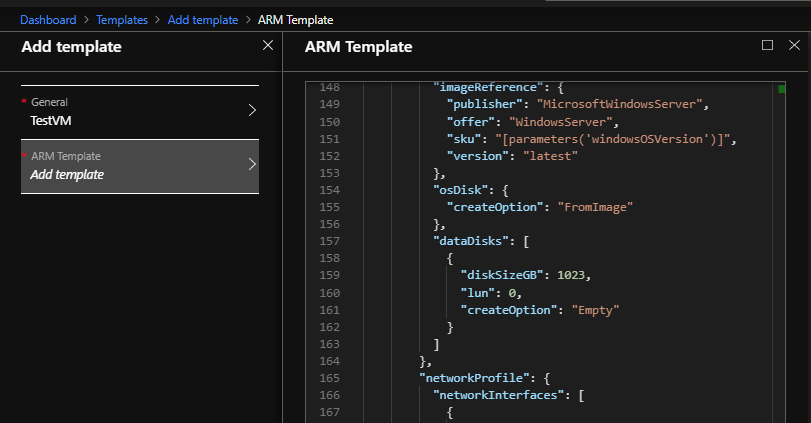 Dashboard > Templates > Add template > ARM Template
Add template
* General
TestVM
* ARM Template
Add template
ARM Template
148 "imageReference": {
149 "publisher": "MicrosoftWindowsServer",
150 "offer": "WindowsServer",
151 "sku": "[parameters('windowsOSVersion')]",
152 "version": "latest"
153 },
154 "osDisk": {
155 "createOption": "FromImage"
156 },
157 "dataDisks": [
158 {
159 "diskSizeGB": 1023,
160 "lun": 0,
161 "createOption": "Empty"
162 }
163 ]
164 },
165 "networkProfile": {
166 "networkInterfaces": [
167 {